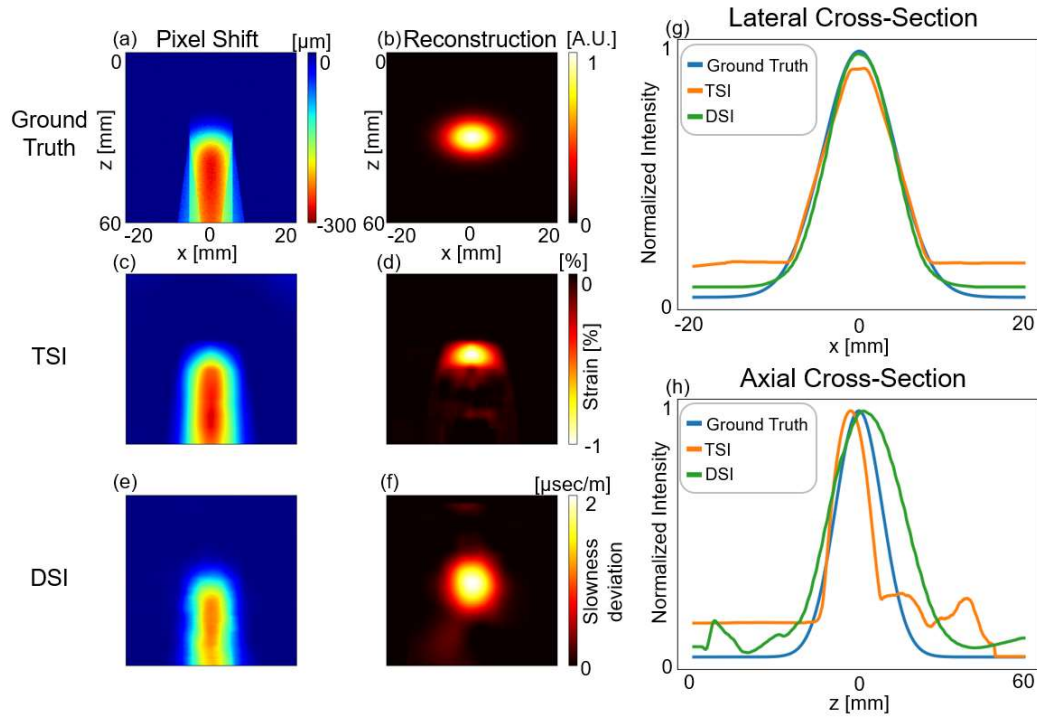 (a) Pixel Shift [µm]
0
0
Ground
Truth
z [mm]
60
-300
-20 0 20
x [mm]
(b) Reconstruction [A.U.]
0
1
z [mm]
60
0
-20 0 20
x [mm]
(c)
TSI
(d) [%]
0
Strain [%]
-1
(e)
DSI
(f) [µsec/m]
2
Slowness
deviation
0
Lateral Cross-Section
(g)
1
Ground Truth
TSI
DSI
Normalized Intensity
0
-20 0 20
x [mm]
Axial Cross-Section
(h)
1
Ground Truth
TSI
DSI
Normalized Intensity
0
0 0 60
z [mm]